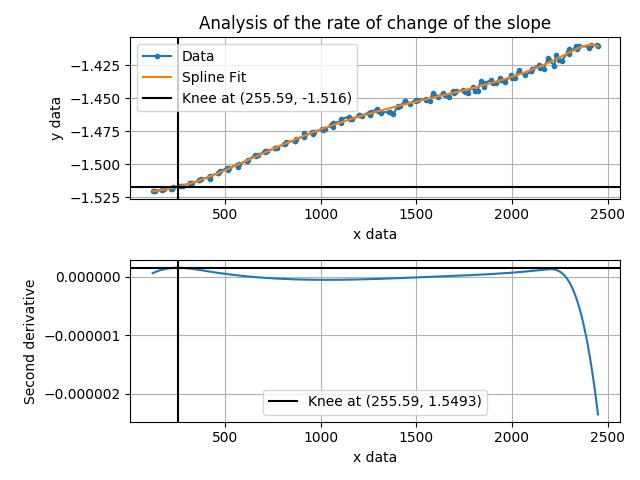 Analysis of the rate of change of the slope
Data
Spline Fit
Knee at (255.59, -1.516)
y data
−1.425
−1.450
−1.475
−1.500
−1.525
500 1000 1500 2000 2500
x data
Second derivative
0.000000
−0.000001
−0.000002
Knee at (255.59, 1.5493)
500 1000 1500 2000 2500
x data